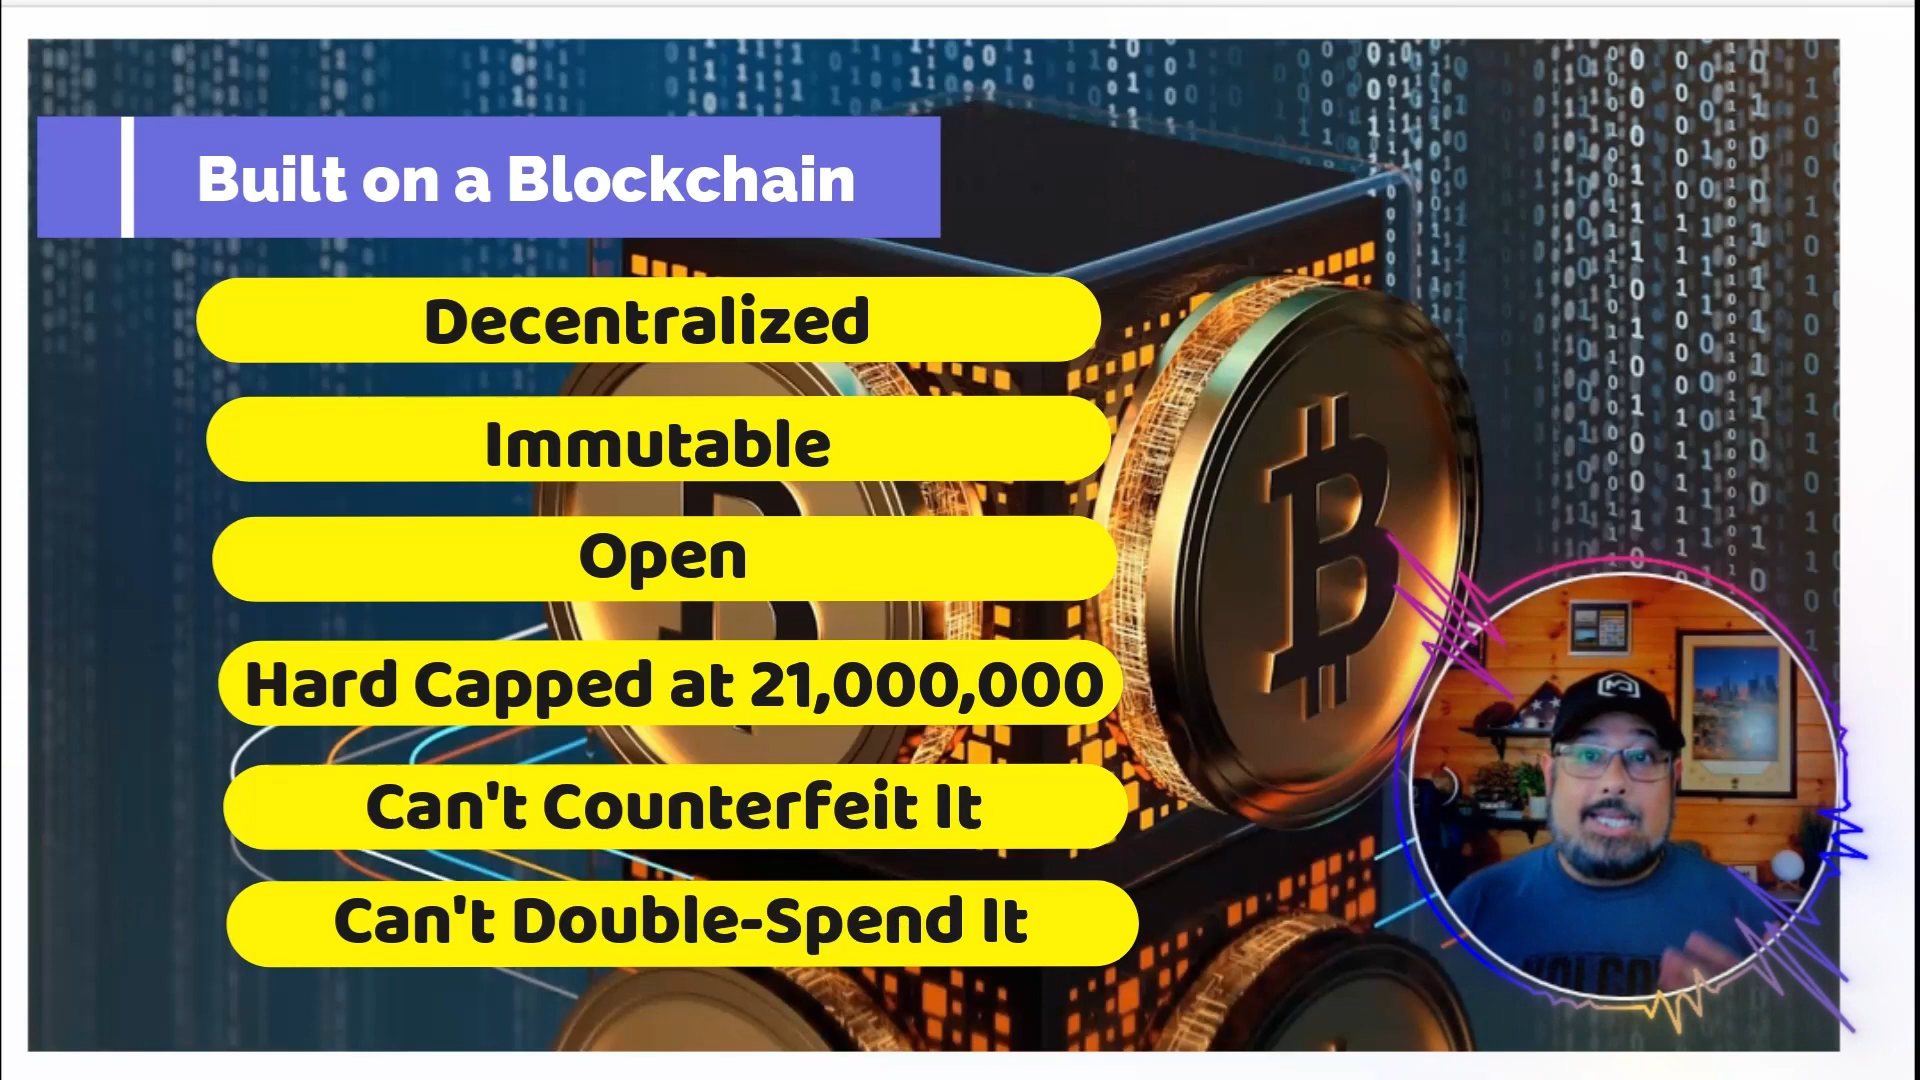 Built on a Blockchain
Decentralized
Immutable
Open
Hard Capped at 21,000,000
Can't Counterfeit It
Can't Double-Spend It